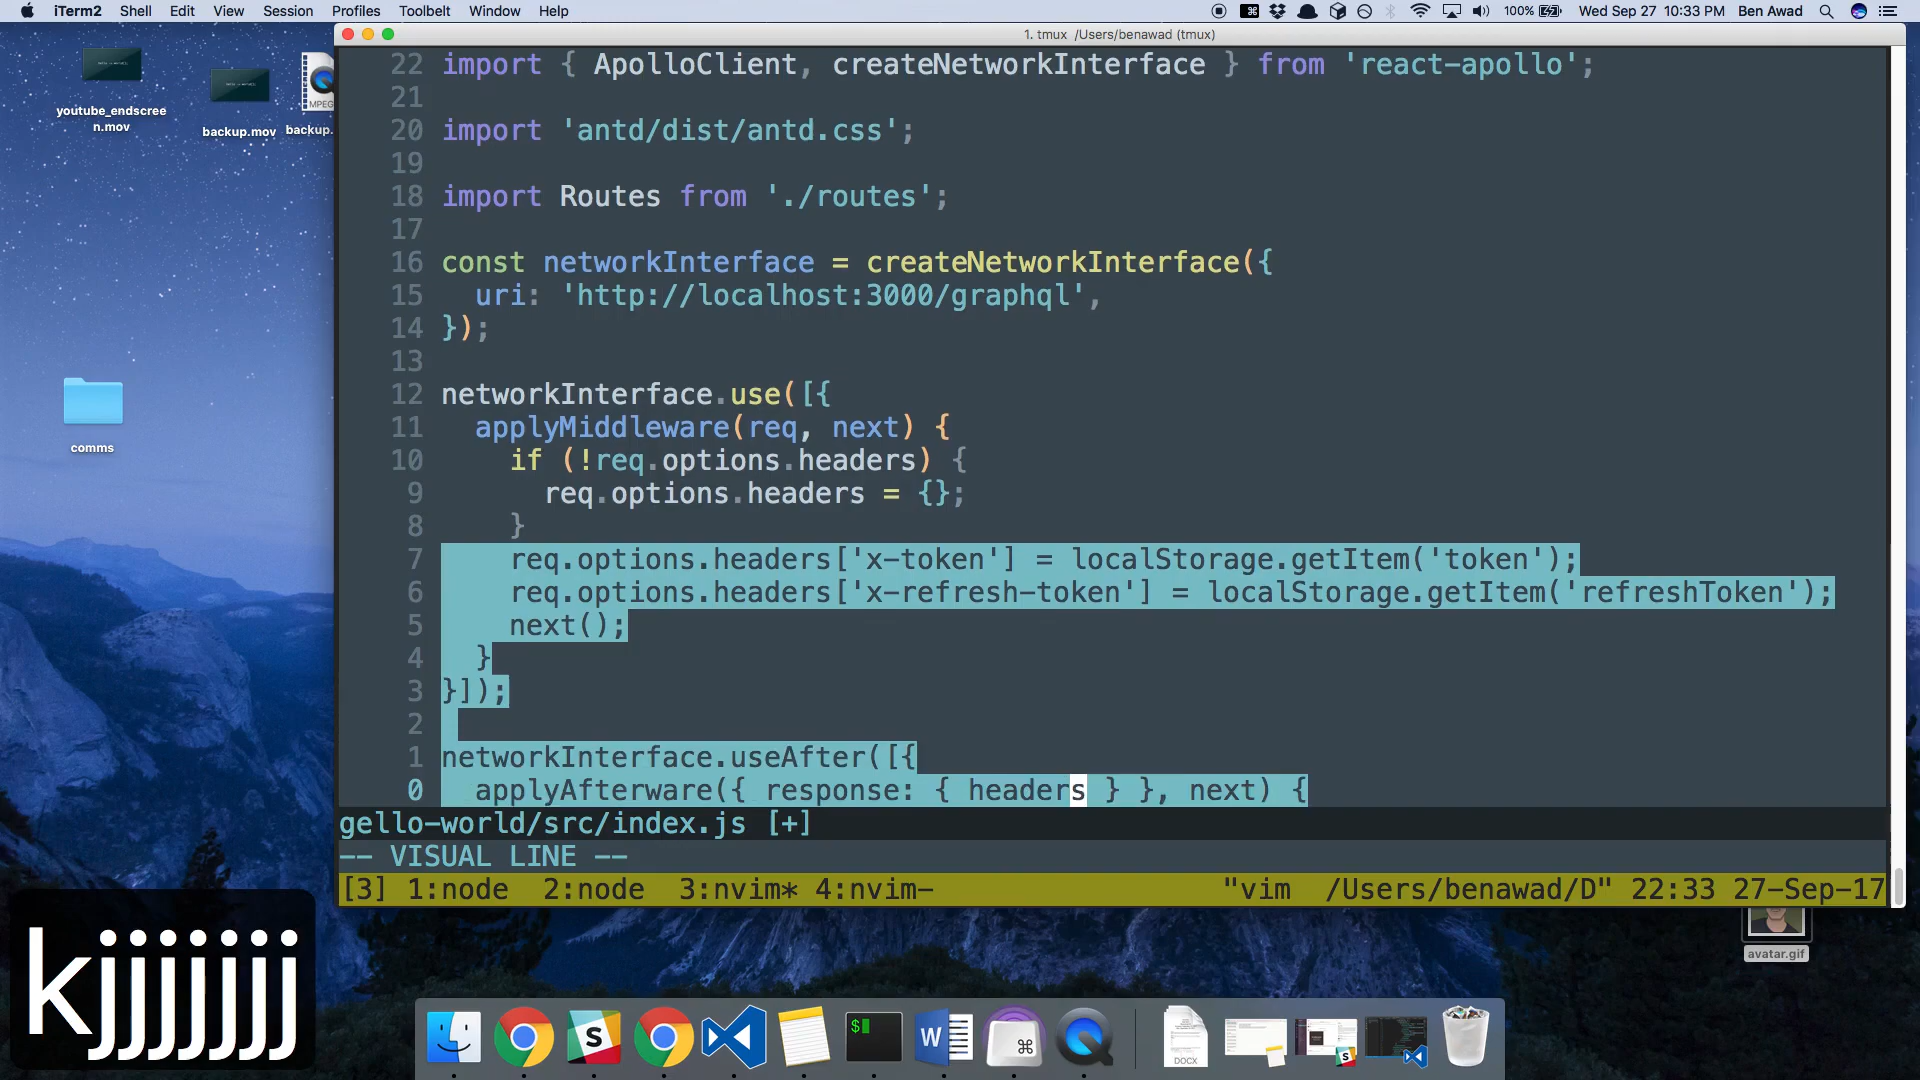 iTerm2 Shell Edit View Session Profiles Toolbelt Window Help
100% Wed Sep 27 10:33 PM Ben Awad
1. tmux /Users/benawad (tmux)
youtube_endscree
n.mov
backup.mov
MPEG
backup.
comms
22 import { ApolloClient, createNetworkInterface } from 'react-apollo';
21
20 import 'antd/dist/antd.css';
19
18 import Routes from './routes';
17
16 const networkInterface = createNetworkInterface({
15   uri: 'http://localhost:3000/graphql',
14 });
13
12 networkInterface.use([{
11   applyMiddleware(req, next) {
10     if (!req.options.headers) {
9       req.options.headers = {};
8     }
7     req.options.headers['x-token'] = localStorage.getItem('token');
6     req.options.headers['x-refresh-token'] = localStorage.getItem('refreshToken');
5     next();
4   }
3 }]);
2
1 networkInterface.useAfter([{
0   applyAfterware({ response: { headers } }, next) {
gello-world/src/index.js [+]
-- VISUAL LINE --
[3] 1:node  2:node  3:nvim* 4:nvim-  "vim  /Users/benawad/D" 22:33 27-Sep-17
kjjjjjjj
avatar.gif
DOCX